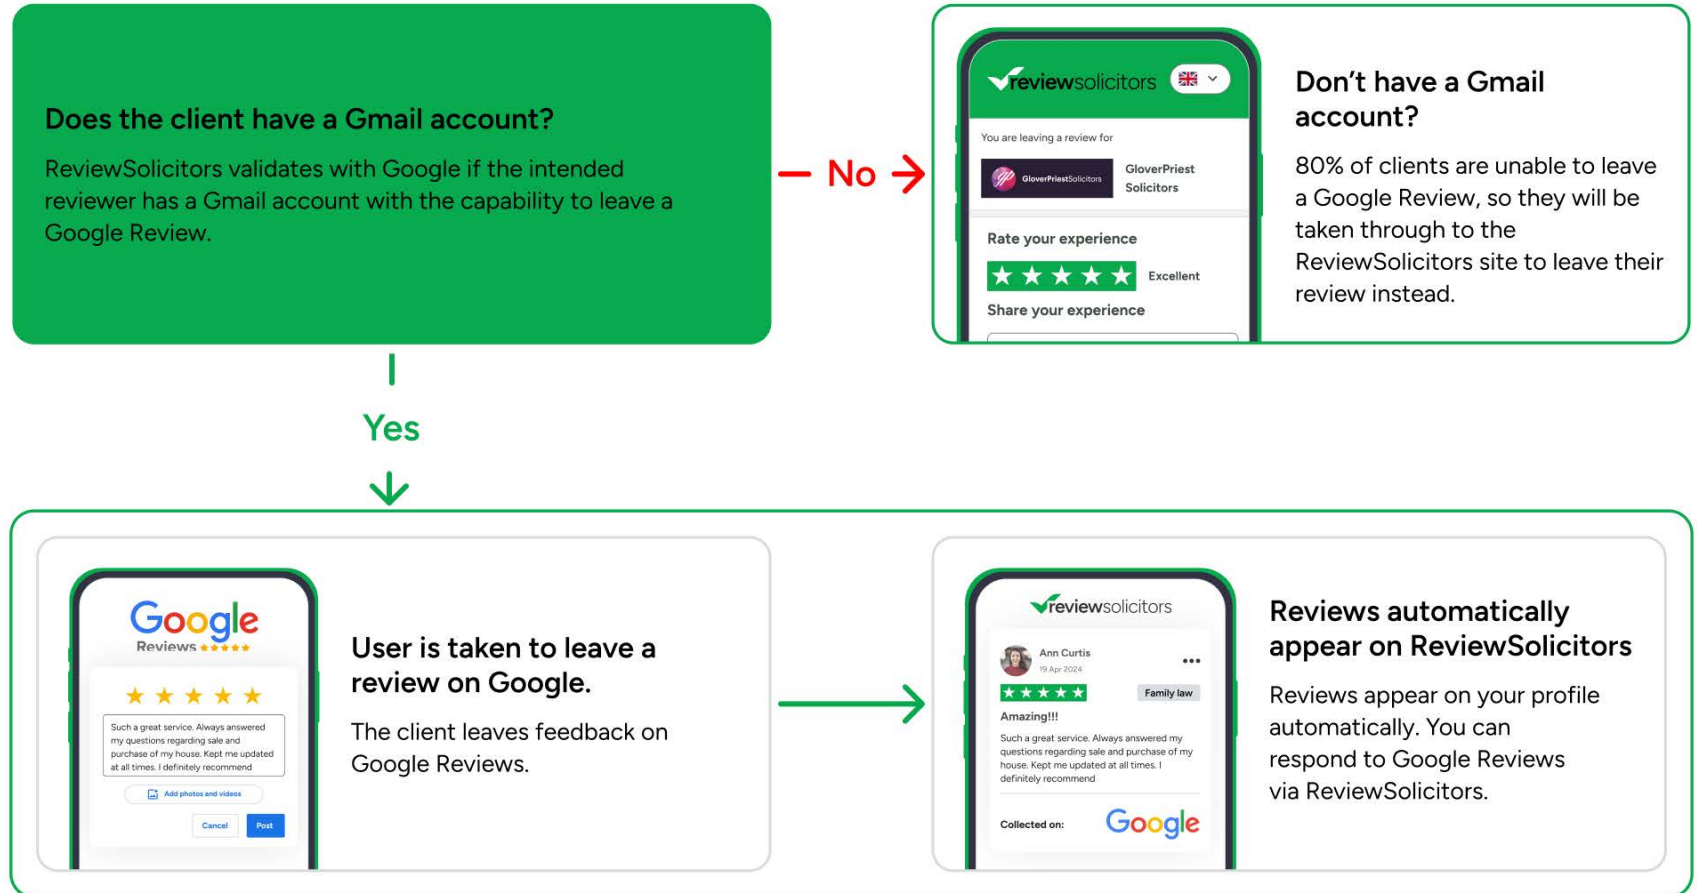 Does the client have a Gmail account?
ReviewSolicitors validates with Google if the intended
reviewer has a Gmail account with the capability to leave a
Google Review.
No
reviewsolicitors
You are leaving a review for
GloverPriestSolicitors
GloverPriest
Solicitors
Rate your experience
Excellent
Share your experience
Don’t have a Gmail
account?
80% of clients are unable to leave
a Google Review, so they will be
taken through to the
ReviewSolicitors site to leave their
review instead.
Yes
Google
Reviews
Such a great service. Always answered
my questions regarding sale and
purchase of my house. Kept me updated
at all times. I definitely recommend
Add photos and videos
Cancel
Post
User is taken to leave a
review on Google.
The client leaves feedback on
Google Reviews.
reviewsolicitors
Ann Curtis
19 Apr 2024
Family law
Amazing!!!
Such a great service. Always answered my
questions regarding sale and purchase of my
house. Kept me updated at all times. I
definitely recommend
Collected on:
Google
Reviews automatically
appear on ReviewSolicitors
Reviews appear on your profile
automatically. You can
respond to Google Reviews
via ReviewSolicitors.